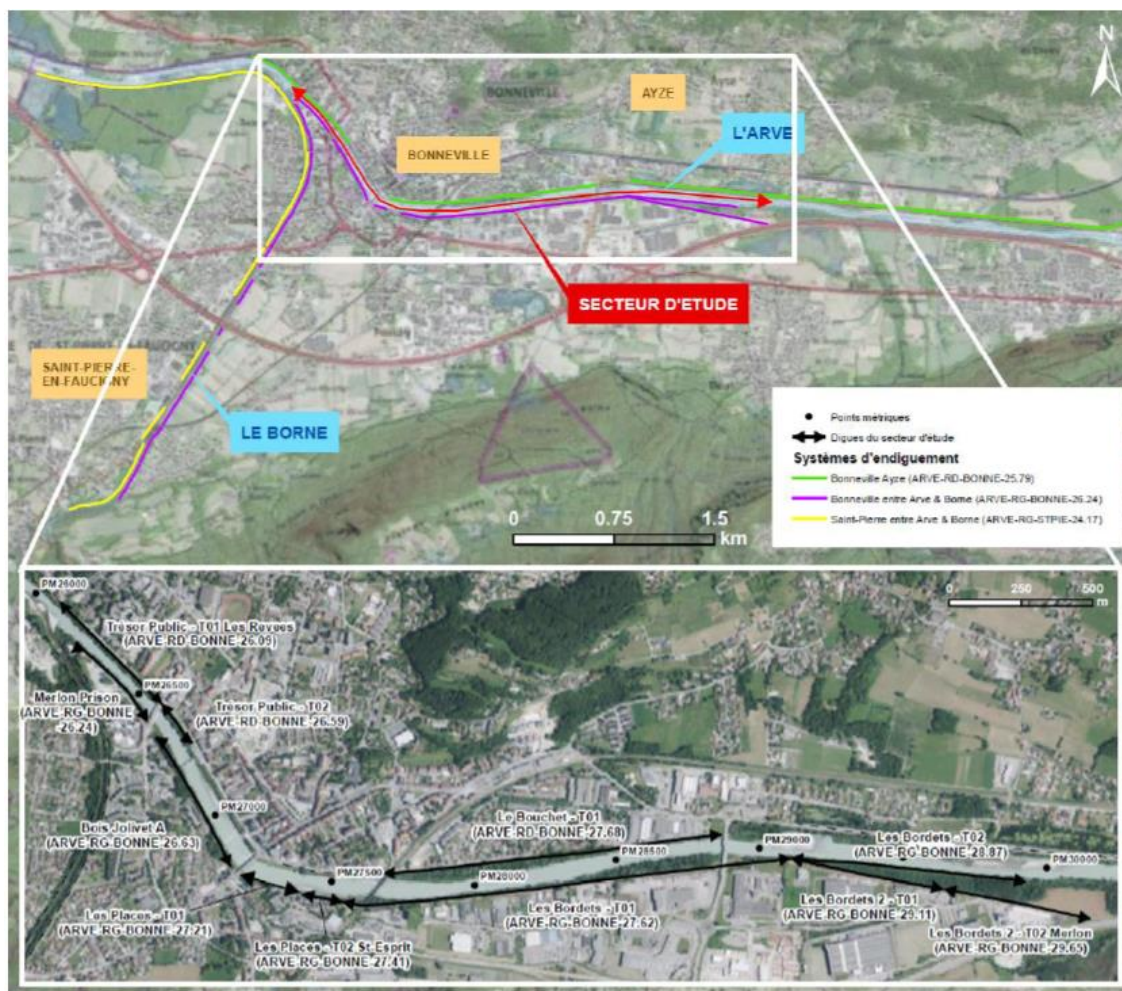 N
AYZE
L'ARVE
BONNEVILLE
SECTEUR D'ETUDE
SAINT-PIERRE-
EN-FAUCIGNY
LE BORNE
0 0.75 1.5
km
Points métriques
Digues du secteur d'étude
Systèmes d'endiguement
Bonneville Ayze (ARVE-RD-BONNE-25.79)
Bonneville entre Arve & Borne (ARVE-RG-BONNE-26.24)
Saint-Pierre entre Arve & Borne (ARVE-RG-STPIE-24.17)
0 250 500
m
PM26000
Trésor Public - T01 Les Revees
(ARVE-RD-BONNE-26.09)
Merlon Prison
(ARVE-RG-BONNE
-26.24)
PM26500
Trésor Public - T02
(ARVE-RD-BONNE-26.59)
PM27000
Bois Jolivet A
(ARVE-RG-BONNE-26.63)
Le Bouchet - T01
(ARVE-RD-BONNE-27.68)
PM27500
PM28000
PM28500
PM29000
Les Bordets - T02
(ARVE-RG-BONNE-28.87)
PM30000
Les Places - T01
(ARVE-RG-BONNE-27.21)
Les Places - T02 St-Esprit
(ARVE-RG-BONNE-27.41)
Les Bordets - T01
(ARVE-RG-BONNE-27.62)
Les Bordets 2 - T01
(ARVE-RG-BONNE-29.11)
Les Bordets 2 - T02 Merlon
(ARVE-RG-BONNE-29.65)